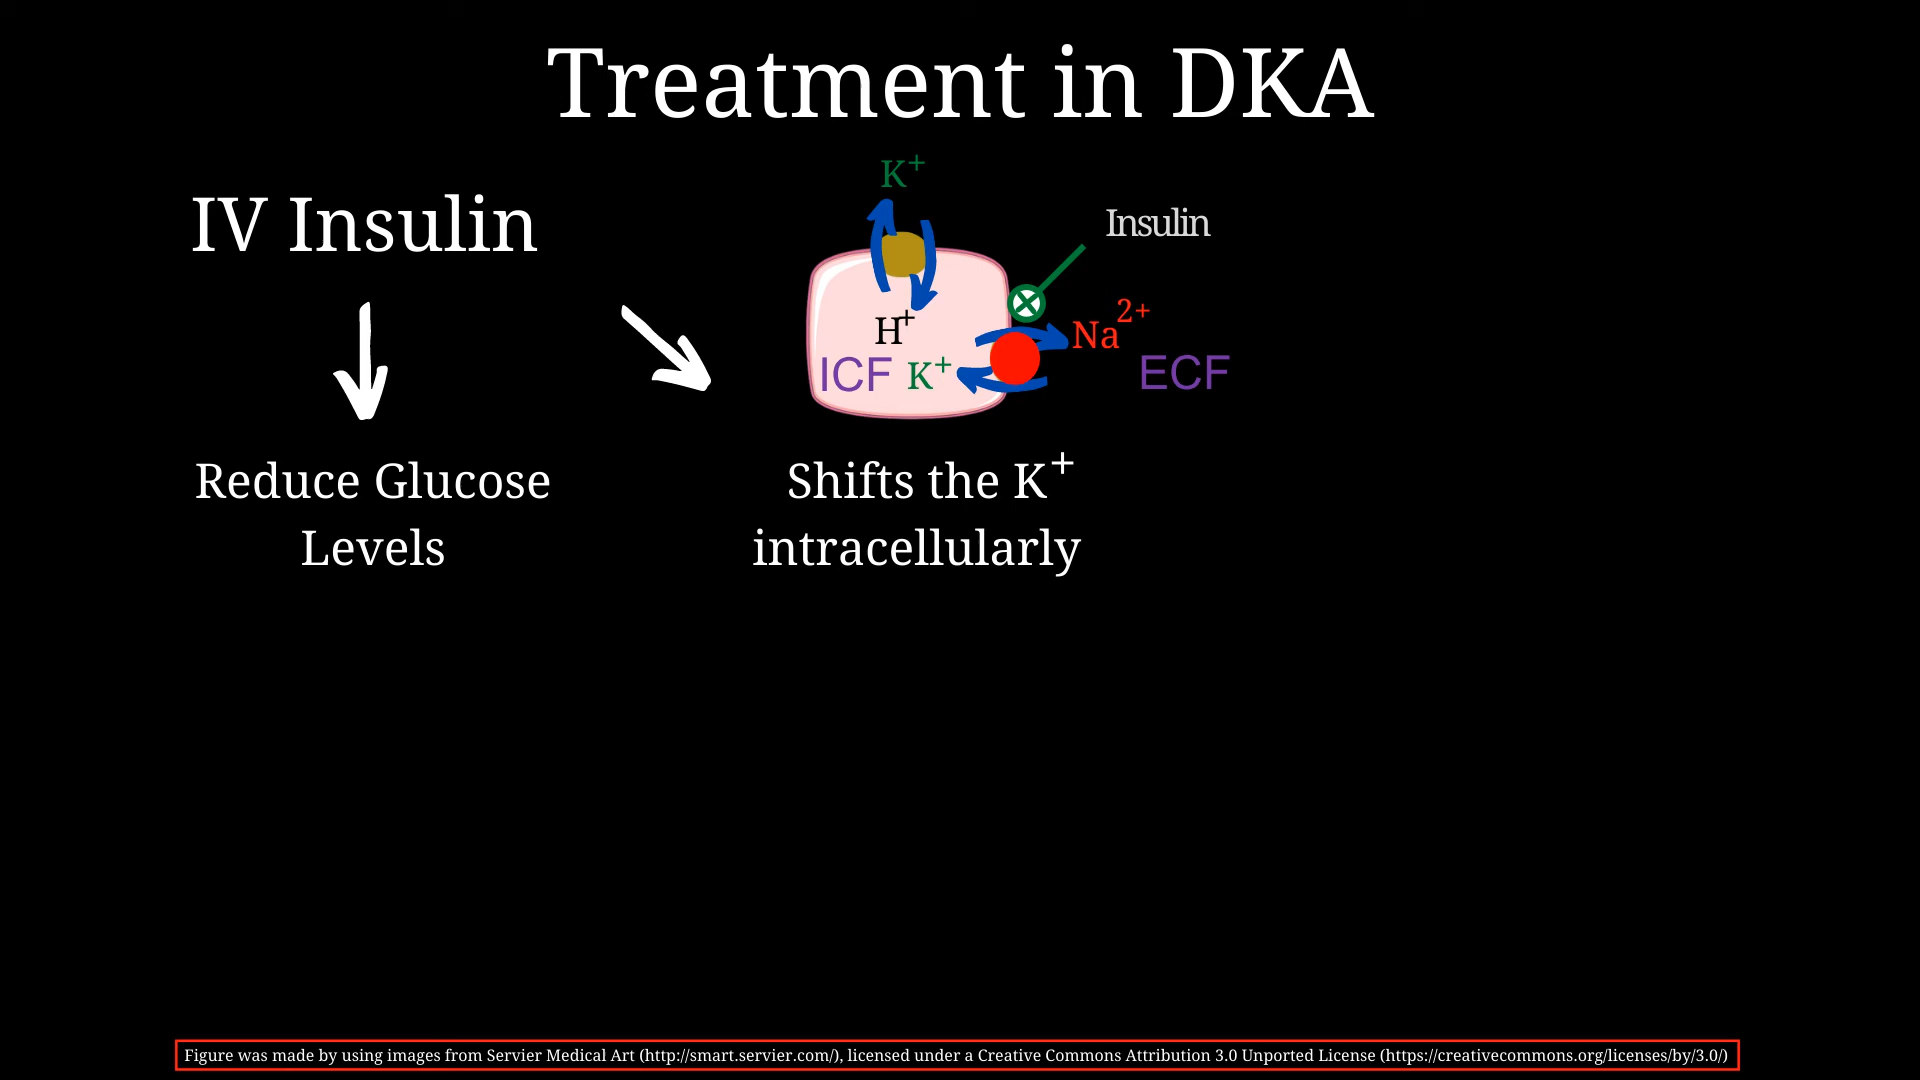 Treatment in DKA
IV Insulin
K+
Insulin
H+
Na2+
ICF K+
ECF
Reduce Glucose
Levels
Shifts the K+
intracellularly
Figure was made by using images from Servier Medical Art (http://smart.servier.com/), licensed under a Creative Commons Attribution 3.0 Unported License (https://creativecommons.org/licenses/by/3.0/)